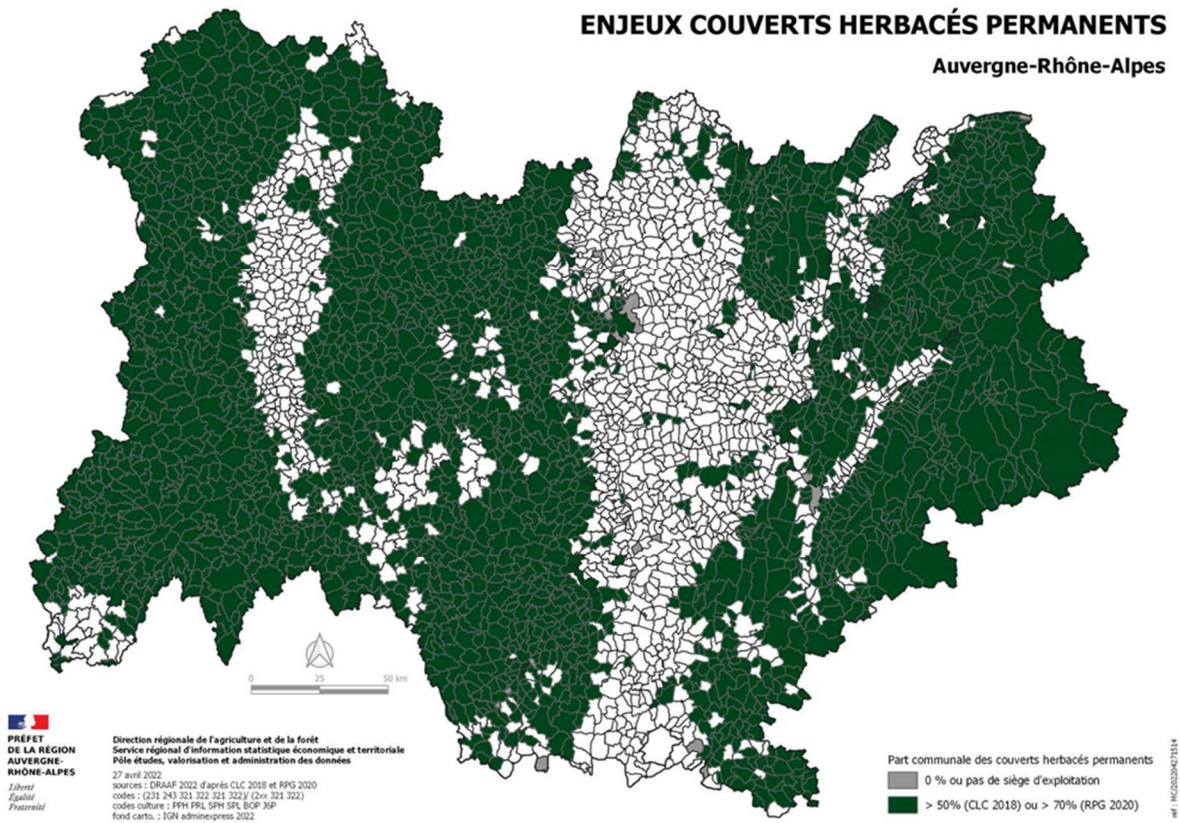 ENJEUX COUVERTS HERBACÉS PERMANENTS
Auvergne-Rhône-Alpes
0 25 50 km
PRÉFET
DE LA RÉGION
AUVERGNE-
RHÔNE-ALPES
Liberté
Égalité
Fraternité
Direction régionale de l'agriculture et de la forêt
Service régional d'information statistique économique et territoriale
Pôle études, valorisation et administration des données
27 avril 2022
sources : DRAAF 2022 d'après CLC 2018 et RPG 2020
codes : (231 243 321 322 321 322)/ (2xx 321 322)
codes culture : PPH PRL SPH SPL BOP J6P
fond carto. : IGN adminexpress 2022
Part communale des couverts herbacés permanents
0 % ou pas de siège d'exploitation
> 50% (CLC 2018) ou > 70% (RPG 2020)
réf : MC/202204271514